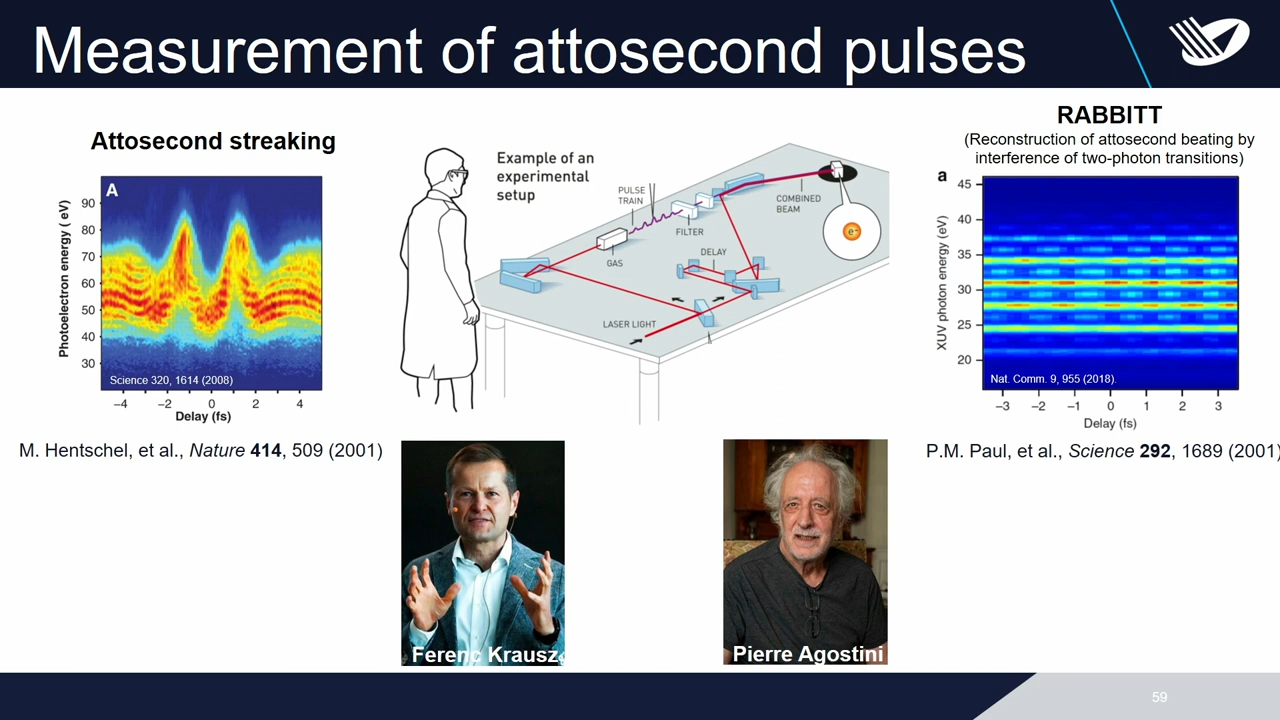 Measurement of attosecond pulses
Attosecond streaking
A
Photoelectron energy (eV)
90
80
70
60
50
40
30
Science 320, 1614 (2008)
−4 −2 0 2 4
Delay (fs)
M. Hentschel, et al., Nature 414, 509 (2001)
Example of an
experimental
setup
PULSE
TRAIN
FILTER
GAS
COMBINED
BEAM
e-
DELAY
LASER LIGHT
RABBITT
(Reconstruction of attosecond beating by
interference of two-photon transitions)
a
XUV photon energy (eV)
45
40
35
30
25
20
Nat. Comm. 9, 955 (2018).
−3 −2 −1 0 1 2 3
Delay (fs)
P.M. Paul, et al., Science 292, 1689 (2001)
Ferenc Krausz
Pierre Agostini
59